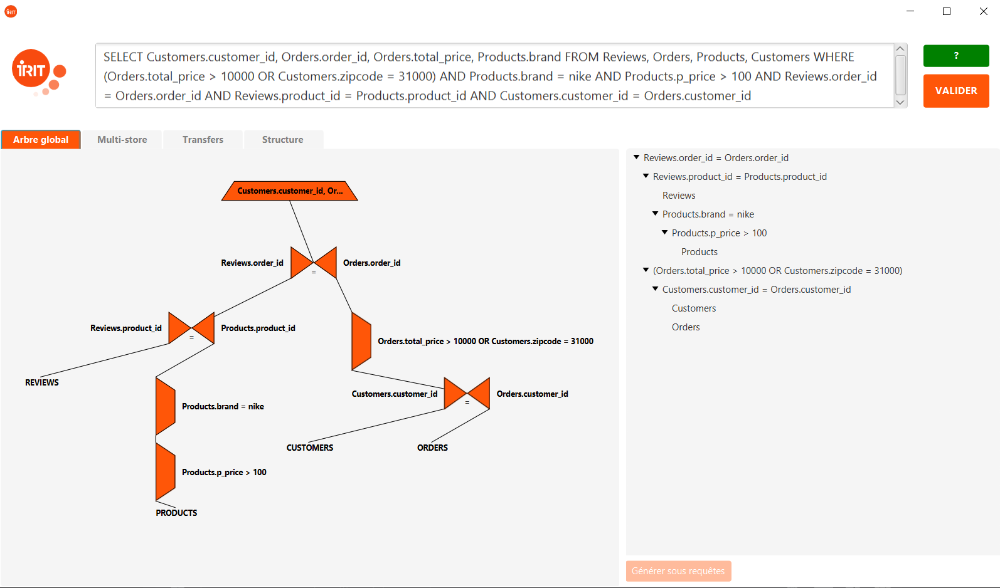 iRiT
iRIT
SELECT Customers.customer_id, Orders.order_id, Orders.total_price, Products.brand FROM Reviews, Orders, Products, Customers WHERE
(Orders.total_price > 10000 OR Customers.zipcode = 31000) AND Products.brand = nike AND Products.p_price > 100 AND Reviews.order_id
= Orders.order_id AND Reviews.product_id = Products.product_id AND Customers.customer_id = Orders.customer_id
?
VALIDER
Arbre global
Multi-store
Transfers
Structure
Customers.customer_id, Or...
Reviews.order_id
=
Orders.order_id
Reviews.product_id
=
Products.product_id
Orders.total_price > 10000 OR Customers.zipcode = 31000
REVIEWS
Products.brand = nike
Customers.customer_id
=
Orders.customer_id
CUSTOMERS
ORDERS
Products.p_price > 100
PRODUCTS
Reviews.order_id = Orders.order_id
Reviews.product_id = Products.product_id
Reviews
Products.brand = nike
Products.p_price > 100
Products
(Orders.total_price > 10000 OR Customers.zipcode = 31000)
Customers.customer_id = Orders.customer_id
Customers
Orders
Générer sous requêtes